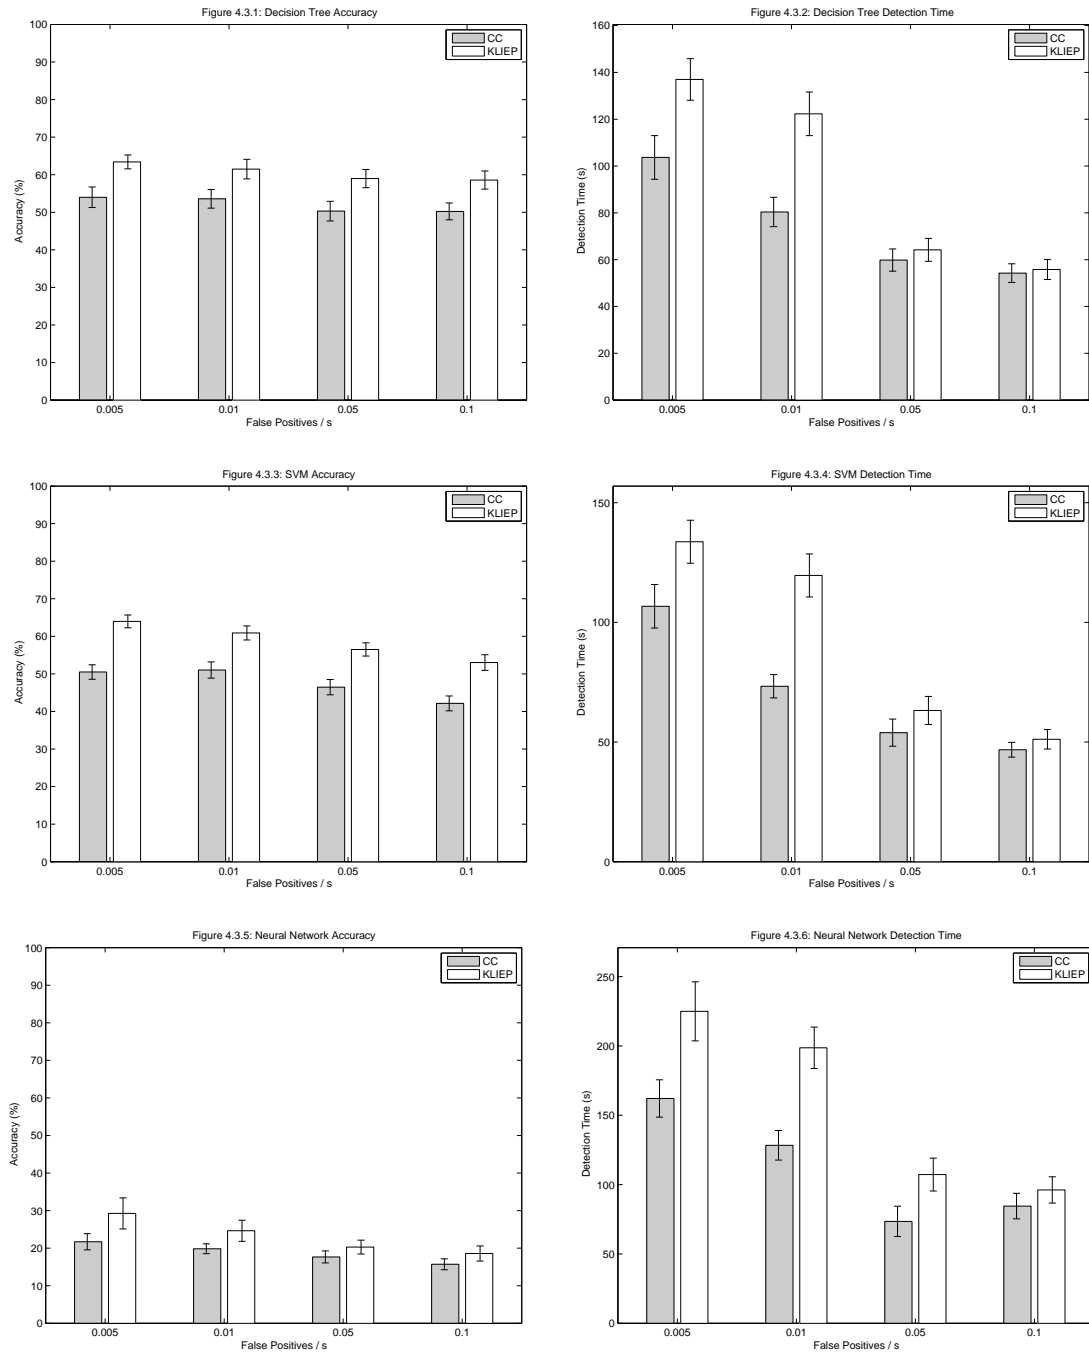 Figure 4.3.1: Decision Tree Accuracy
100
90
80
70
60
50
40
30
20
10
0
Accuracy (%)
CC
KLIEP
0.005 0.01 0.05 0.1
False Positives / s
Figure 4.3.2: Decision Tree Detection Time
160
140
120
100
80
60
40
20
0
Detection Time (s)
CC
KLIEP
0.005 0.01 0.05 0.1
False Positives / s
Figure 4.3.3: SVM Accuracy
100
90
80
70
60
50
40
30
20
10
0
Accuracy (%)
CC
KLIEP
0.005 0.01 0.05 0.1
False Positives / s
Figure 4.3.4: SVM Detection Time
150
100
50
0
Detection Time (s)
CC
KLIEP
0.005 0.01 0.05 0.1
False Positives / s
Figure 4.3.5: Neural Network Accuracy
100
90
80
70
60
50
40
30
20
10
0
Accuracy (%)
CC
KLIEP
0.005 0.01 0.05 0.1
False Positives / s
Figure 4.3.6: Neural Network Detection Time
250
200
150
100
50
0
Detection Time (s)
CC
KLIEP
0.005 0.01 0.05 0.1
False Positives / s